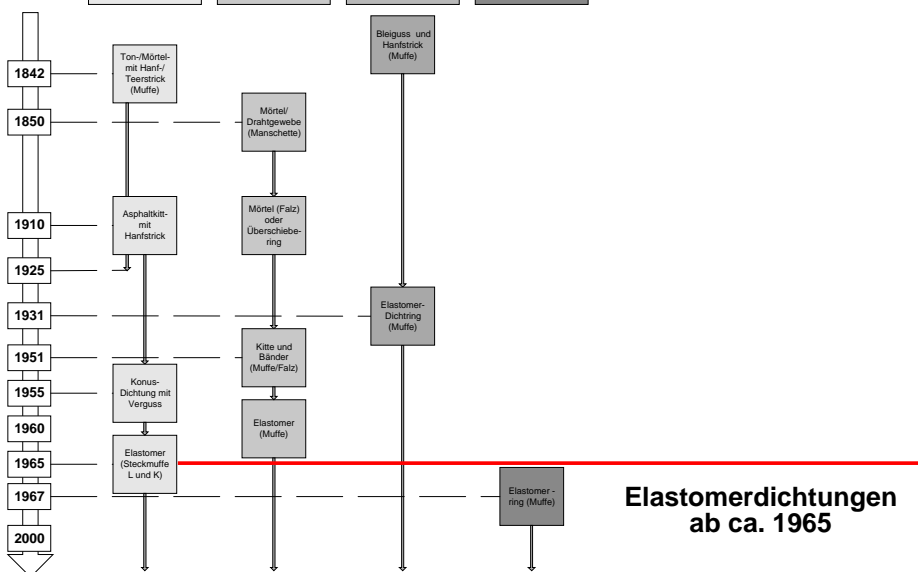 Bleiguss und
Hanfstrick
(Muffe)
Ton-/Mörtel-
mit Hanf-/
Teerstrick
(Muffe)
1842
Mörtel/
Drahtgewebe
(Manschette)
1850
Asphaltkitt-
mit
Hanfstrick
Mörtel (Falz)
oder
Überschiebe-
ring
1910
1925
Elastomer-
Dichtring
(Muffe)
1931
Kitte und
Bänder
(Muffe/Falz)
1951
Konus-
Dichtung mit
Verguss
1955
Elastomer
(Muffe)
1960
Elastomer
(Steckmuffe
L und K)
1965
Elastomer -
ring (Muffe)
1967
Elastomerdichtungen
ab ca. 1965
2000